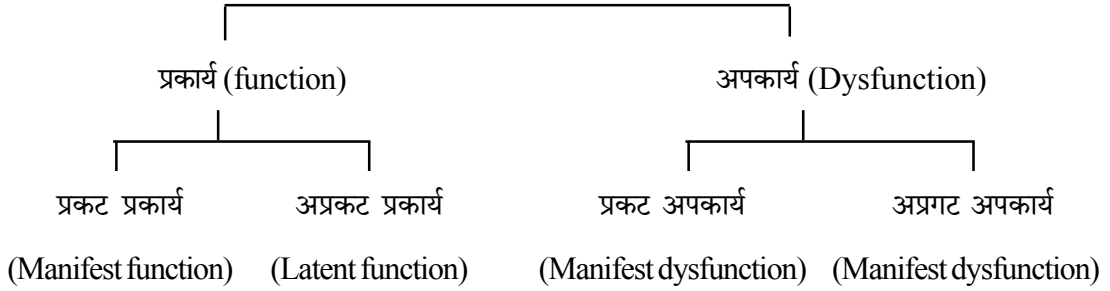 प्रकार्य (function) अपकार्य (Dysfunction)
प्रकट प्रकार्य अप्रकट प्रकार्य प्रकट अपकार्य अप्रगट अपकार्य
(Manifest function) (Latent function) (Manifest dysfunction) (Manifest dysfunction)